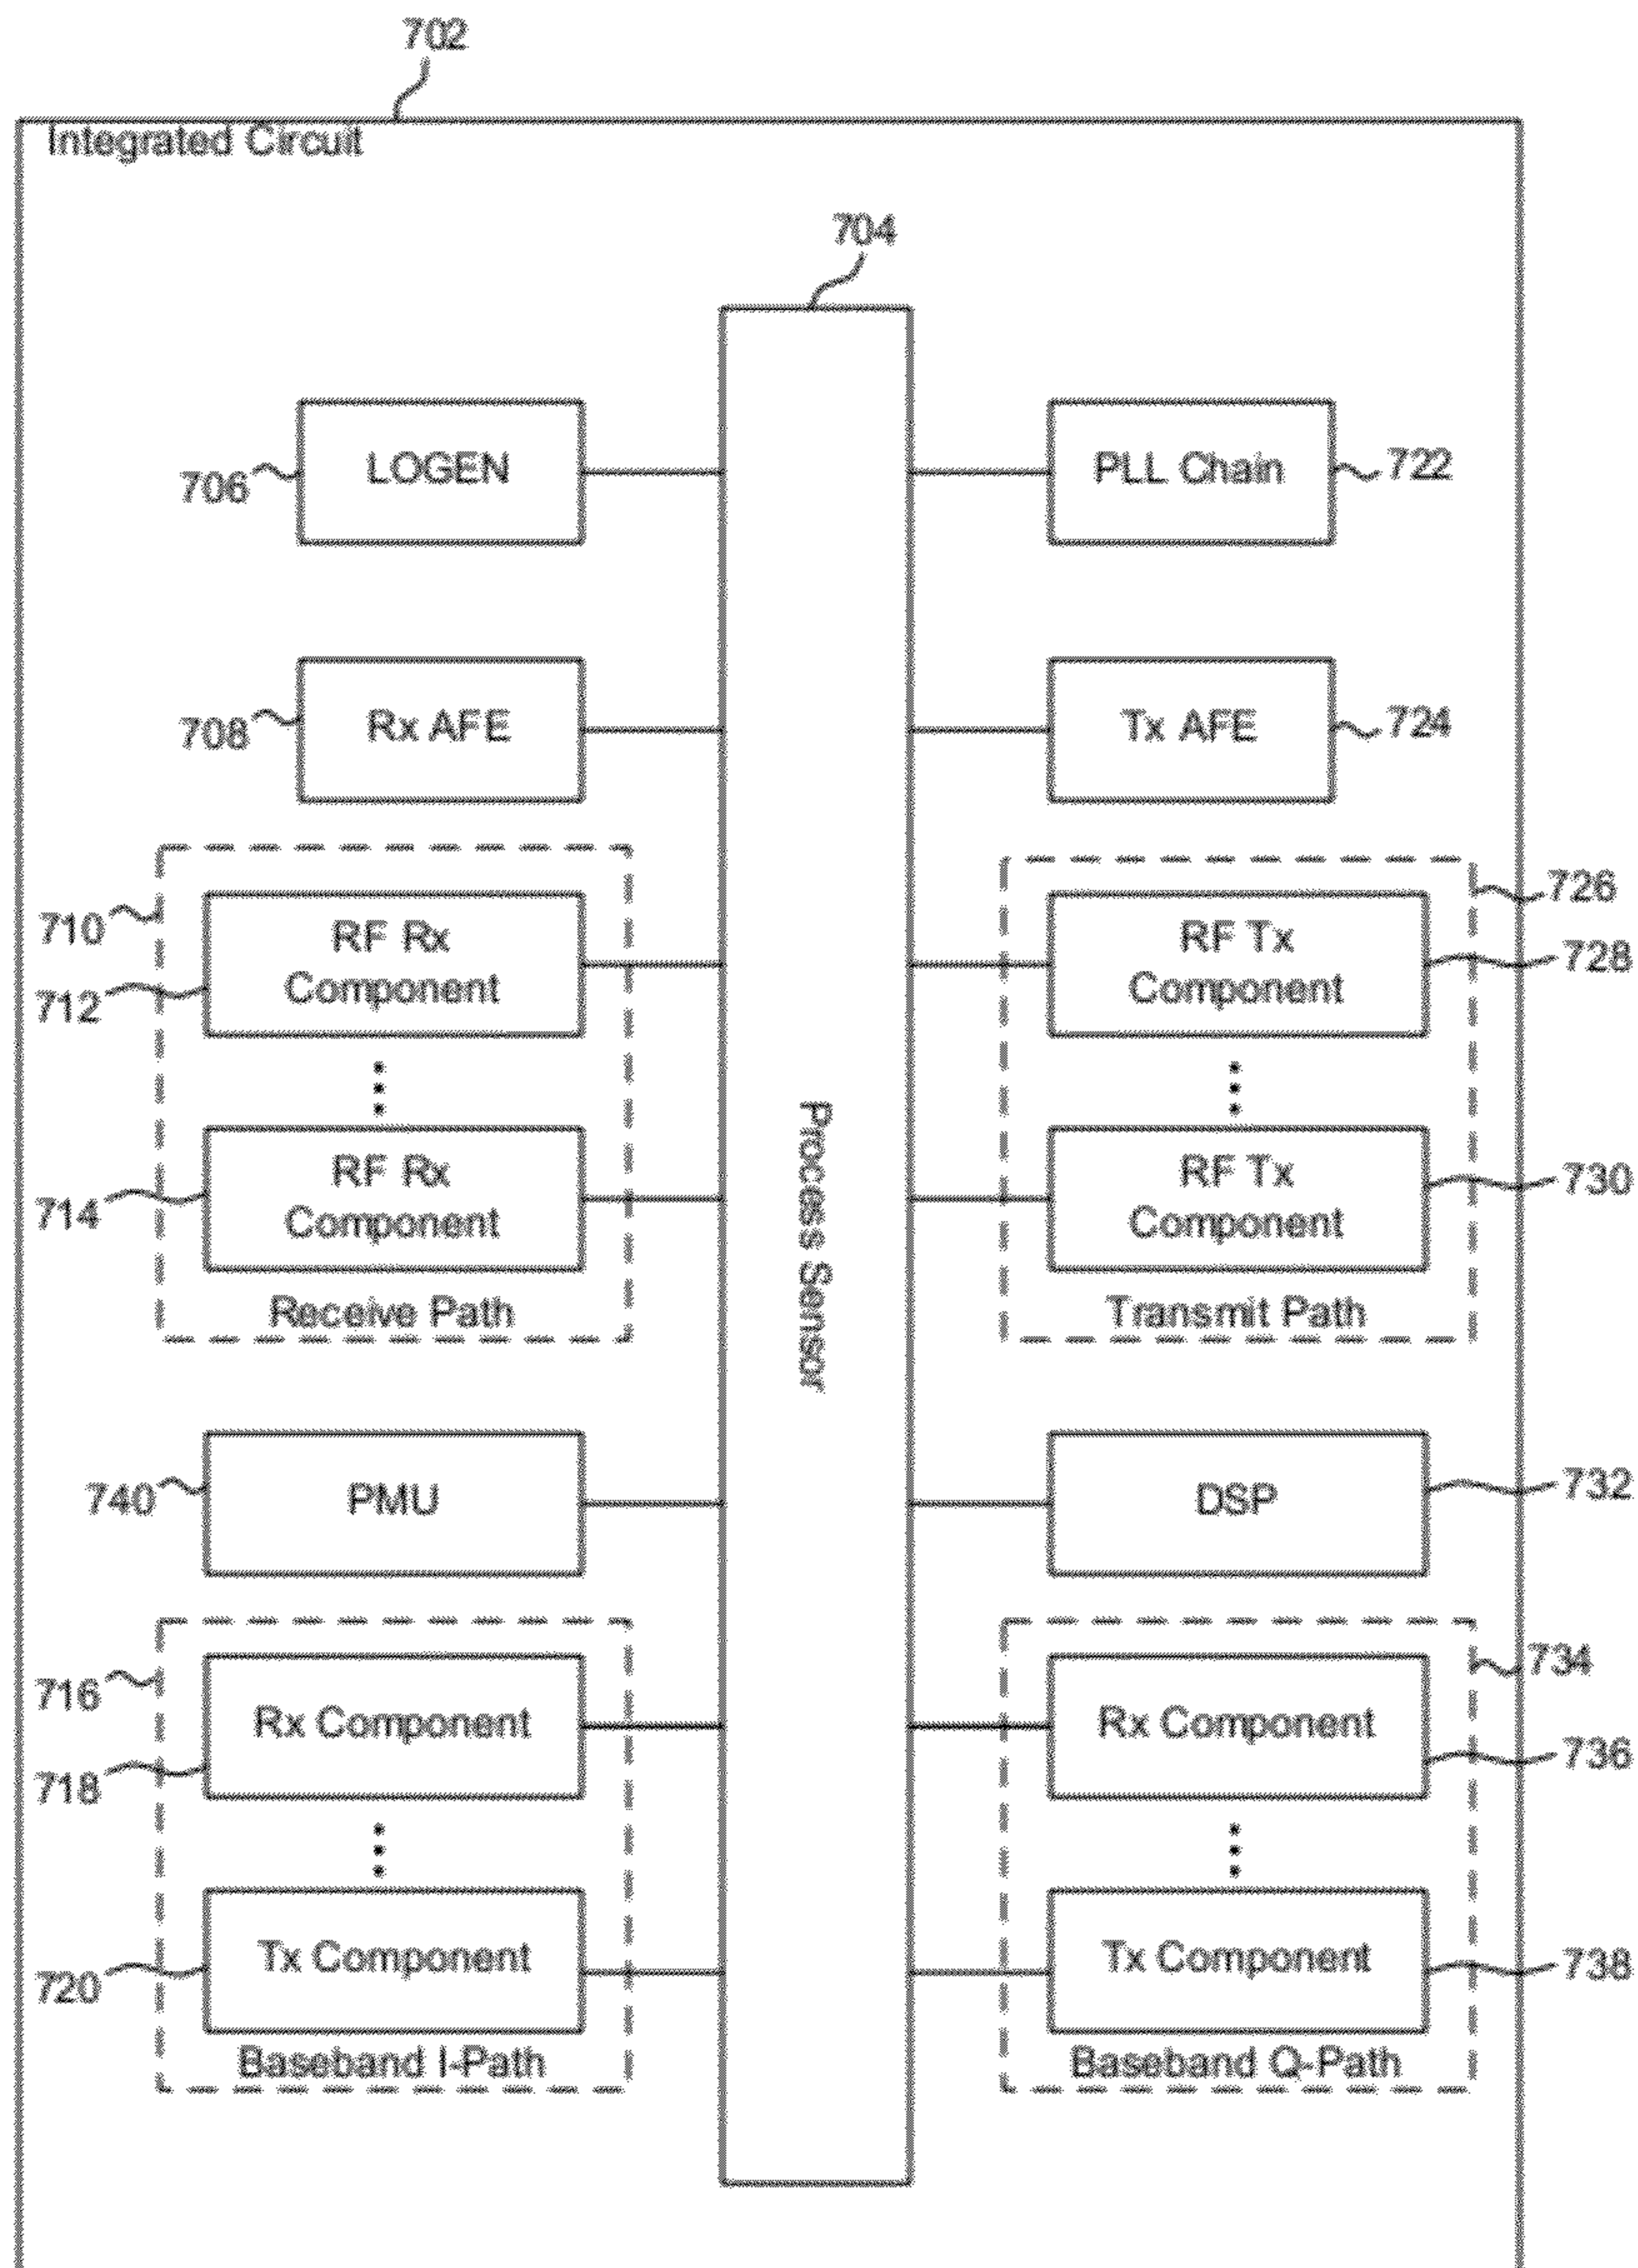 702
Integrated Circuit
704
LOGEN
706
PLL Chain
722
Rx AFE
708
Tx AFE
724
710
RF Rx
Component
712
RF Rx
Component
714
Receive Path
726
RF Tx
Component
728
RF Tx
Component
730
Transmit Path
Process Sensor
740
PMU
DSP
732
716
Rx Component
718
Tx Component
720
Baseband I-Path
734
Rx Component
736
Tx Component
738
Baseband Q-Path